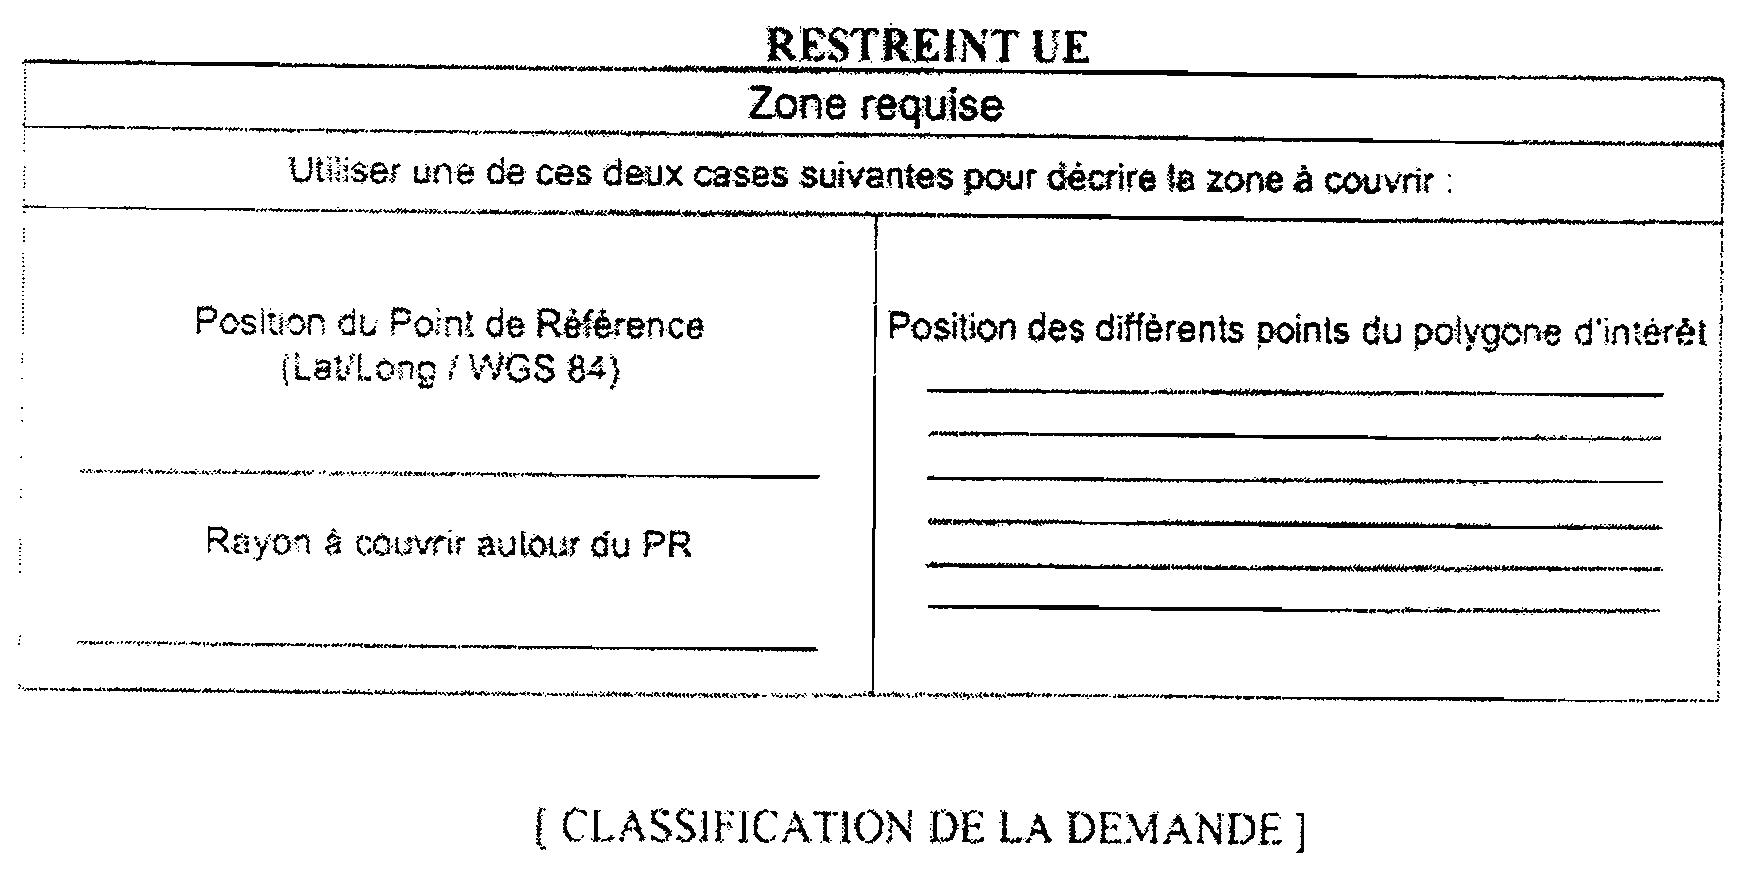 RESTREINT UE
Zone requise
Utiliser une de ces deux cases suivantes pour décrire la zone à couvrir :
Position du Point de Référence
(Lat/Long / WGS 84)
Rayon à couvrir autour du PR
Position des différents points du polygone d'intérêt
[ CLASSIFICATION DE LA DEMANDE ]